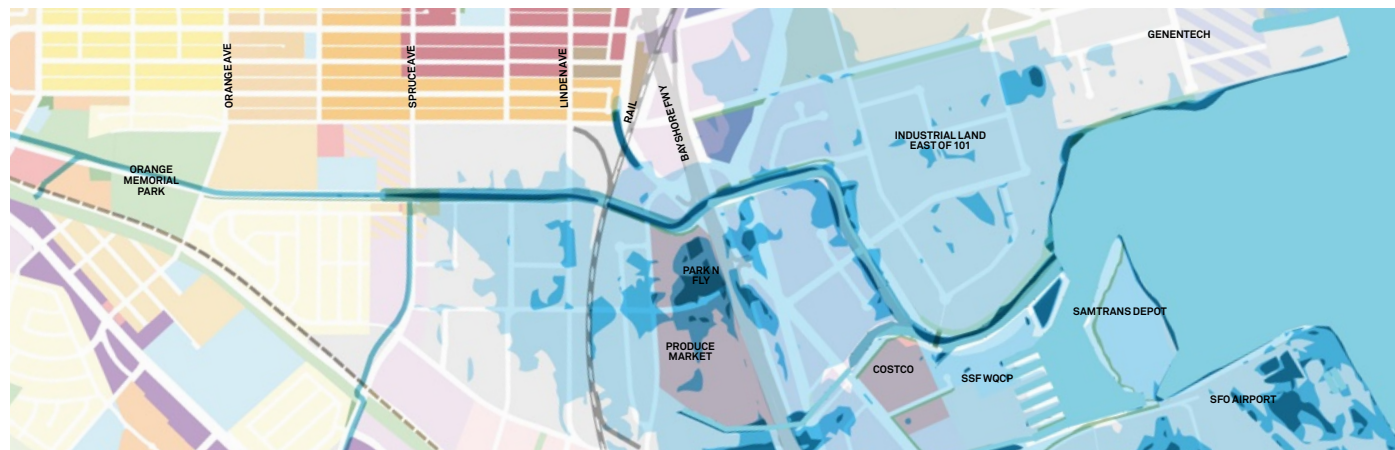 GENENTECH
ORANGE AVE
SPRUCE AVE
LINDEN AVE
RAIL
BAYSHORE FWY
INDUSTRIAL LAND
EAST OF 101
ORANGE
MEMORIAL
PARK
PARK N
FLY
SAMTRANS DEPOT
PRODUCE
MARKET
COSTCO
SSF WQCP
SFO AIRPORT